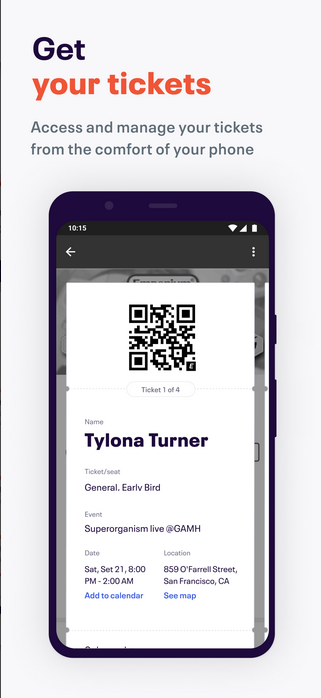 Get
your tickets
Access and manage your tickets
from the comfort of your phone
10:15
Ticket 1 of 4
Name
Tylona Turner
Ticket/seat
General. Early Bird
Event
Superorganism live @GAMH
Date
Location
Sat, Set 21, 8:00
PM - 2:00 AM
859 O'Farrell Street,
San Francisco, CA
Add to calendar
See map